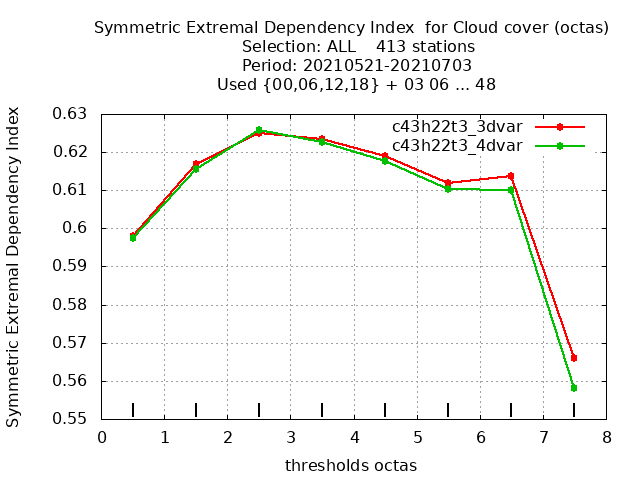 Symmetric Extremal Dependency Index  for Cloud cover (octas)
Selection: ALL    413 stations
Period: 20210521-20210703
Used {00,06,12,18} + 03 06 ... 48
Symmetric Extremal Dependency Index
0.63
0.62
0.61
0.6
0.59
0.58
0.57
0.56
0.55
c43h22t3_3dvar
c43h22t3_4dvar
0 1 2 3 4 5 6 7 8
thresholds octas